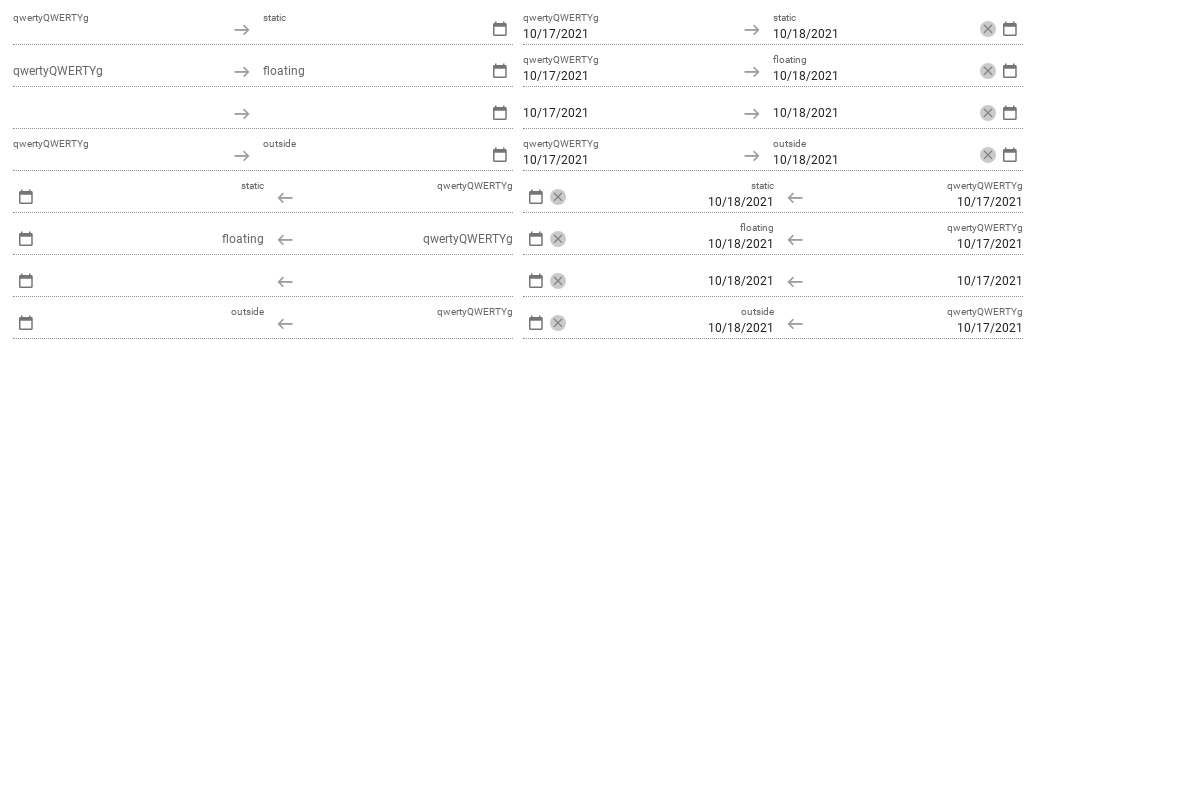 qwertyQWERTYg static qwertyQWERTYg static
10/17/2021 10/18/2021
qwertyQWERTYg floating qwertyQWERTYg floating
10/17/2021 10/18/2021
10/17/2021 10/18/2021
qwertyQWERTYg outside qwertyQWERTYg outside
10/17/2021 10/18/2021
static qwertyQWERTYg static qwertyQWERTYg
10/18/2021 10/17/2021
floating qwertyQWERTYg floating qwertyQWERTYg
10/18/2021 10/17/2021
10/18/2021 10/17/2021
outside qwertyQWERTYg outside qwertyQWERTYg
10/18/2021 10/17/2021